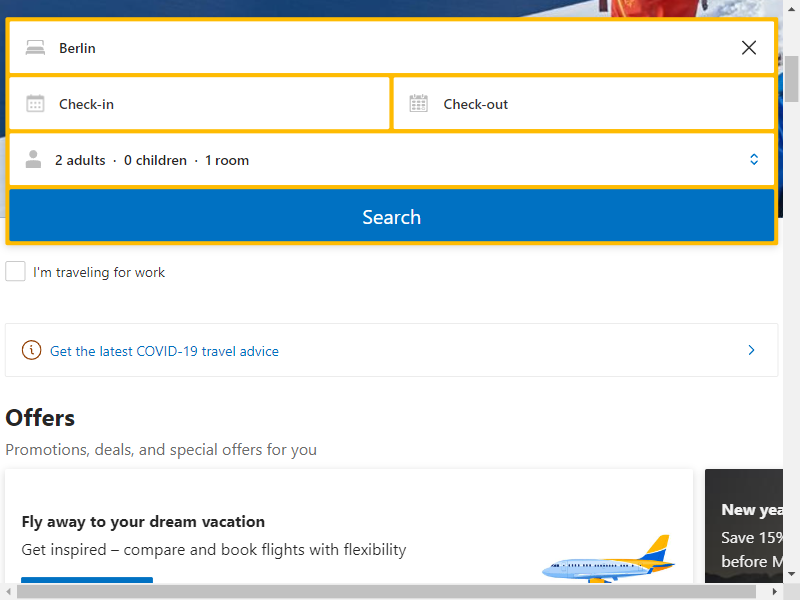 Berlin
Check-in
Check-out
2 adults · 0 children · 1 room
Search
I'm traveling for work
Get the latest COVID-19 travel advice
Offers
Promotions, deals, and special offers for you
Fly away to your dream vacation
Get inspired – compare and book flights with flexibility
New yea
Save 15%
before M